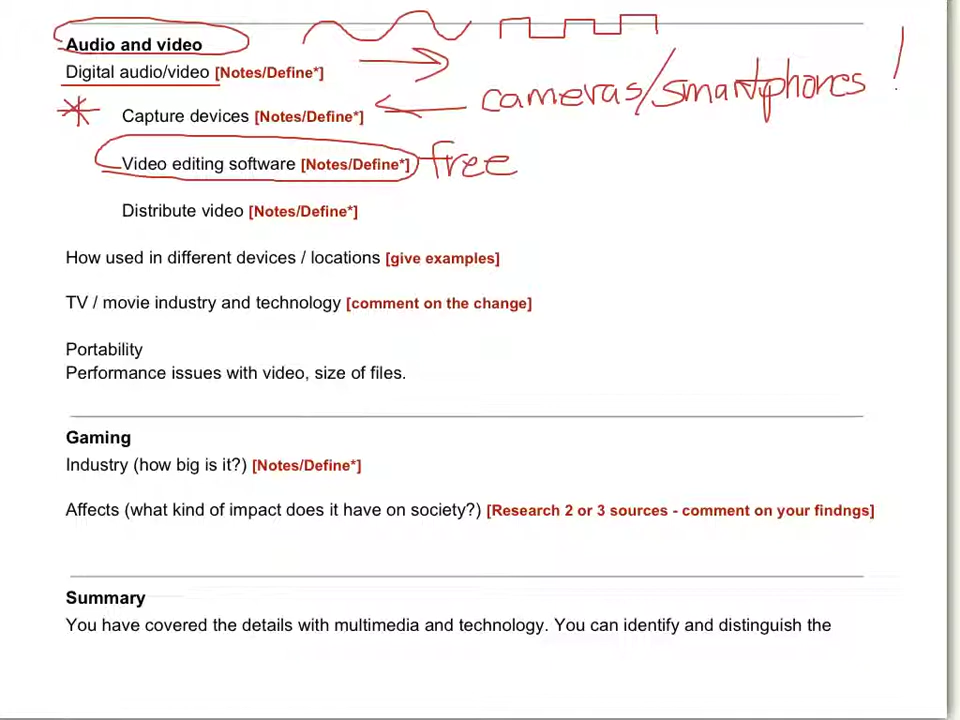 Audio and video
Digital audio/video [Notes/Define*]
cameras/smartphones !
Capture devices [Notes/Define*]
Video editing software [Notes/Define*] free
Distribute video [Notes/Define*]
How used in different devices / locations [give examples]
TV / movie industry and technology [comment on the change]
Portability
Performance issues with video, size of files.
Gaming
Industry (how big is it?) [Notes/Define*]
Affects (what kind of impact does it have on society?) [Research 2 or 3 sources - comment on your findngs]
Summary
You have covered the details with multimedia and technology. You can identify and distinguish the